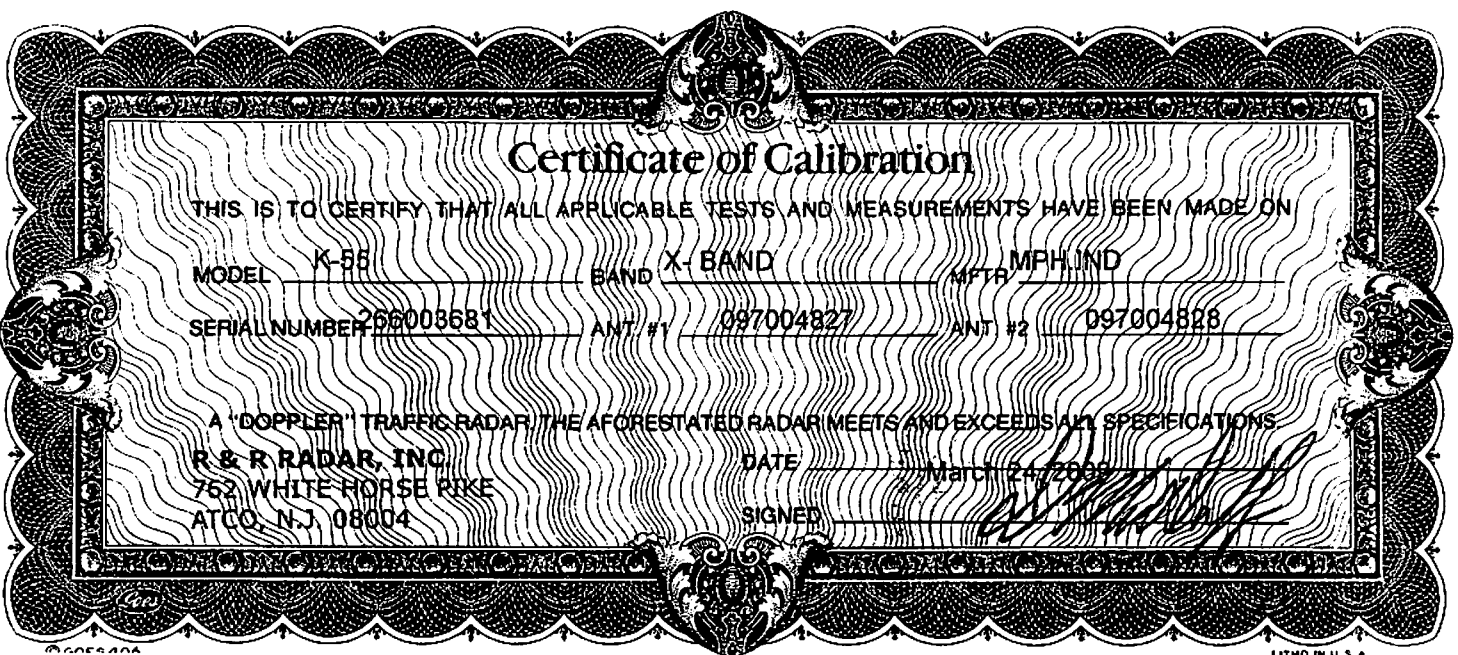 Certificate of Calibration
THIS IS TO CERTIFY THAT ALL APPLICABLE TESTS AND MEASUREMENTS HAVE BEEN MADE ON
MODEL K-55 BAND X- BAND MFTR MPH.IND
SERIAL NUMBER 266003681 ANT. #1 097004827 ANT. #2 097004828
A "DOPPLER" TRAFFIC RADAR, THE AFORESTATED RADAR MEETS AND EXCEEDS ALL SPECIFICATIONS.
R & R RADAR, INC.
762 WHITE HORSE PIKE
ATCO, N.J. 08004
DATE March 24,
SIGNED
GOES
© GOES 406
LITHO IN U.S.A.